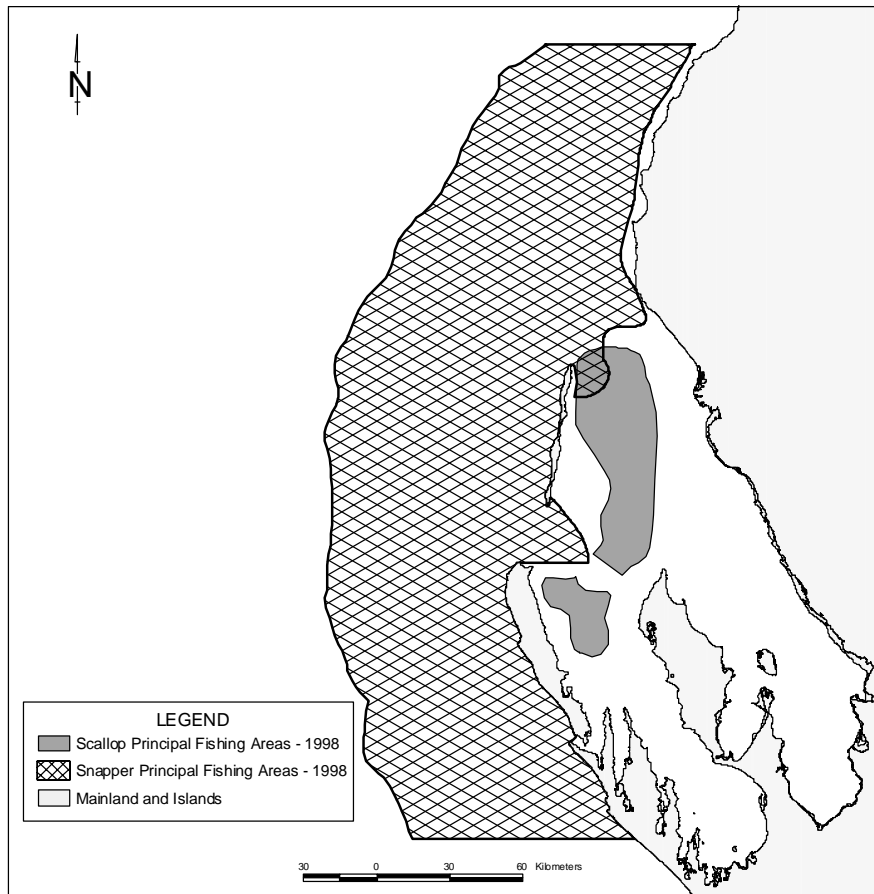 N
LEGEND
Scallop Principal Fishing Areas - 1998
Snapper Principal Fishing Areas - 1998
Mainland and Islands
30 0 30 60 Kilometers